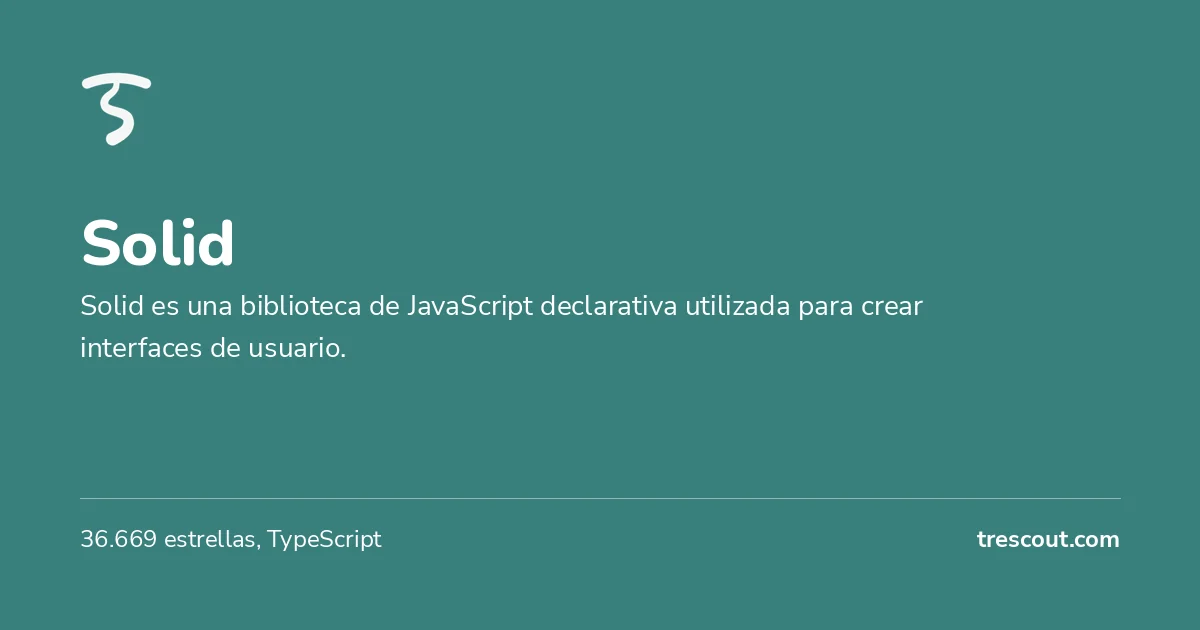 Solid
Solid es una biblioteca de JavaScript declarativa utilizada para crear
interfaces de usuario.
36.669 estrellas, TypeScript
trescout.com